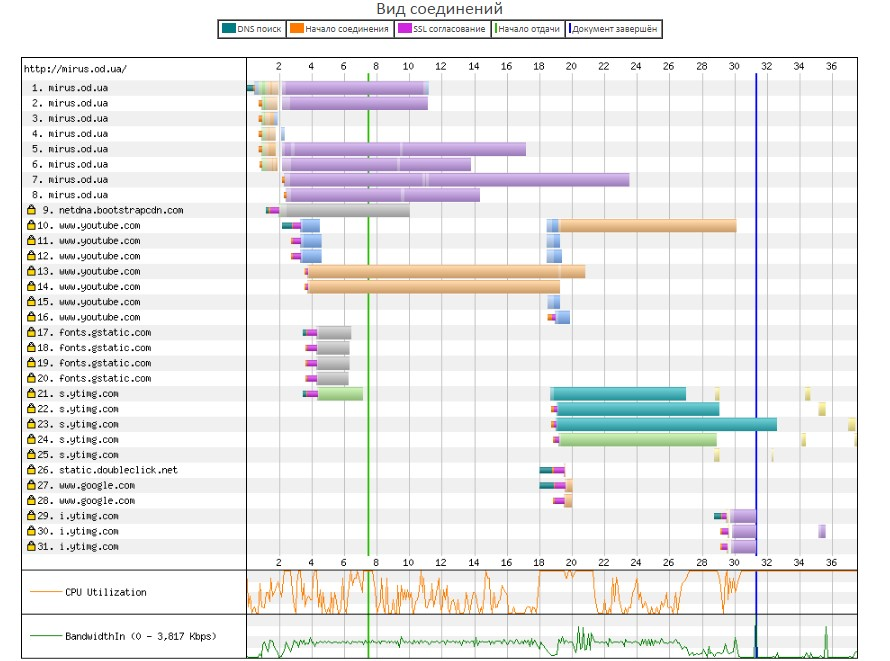 Вид соединений
DNS поиск Начало соединения SSL согласование Начало отдачи Документ завершён
http://mirus.od.ua/ 2 4 6 8 10 12 14 16 18 20 22 24 26 28 30 32 34 36
1. mirus.od.ua
2. mirus.od.ua
3. mirus.od.ua
4. mirus.od.ua
5. mirus.od.ua
6. mirus.od.ua
7. mirus.od.ua
8. mirus.od.ua
9. netdna.bootstrapcdn.com
10. www.youtube.com
11. www.youtube.com
12. www.youtube.com
13. www.youtube.com
14. www.youtube.com
15. www.youtube.com
16. www.youtube.com
17. fonts.gstatic.com
18. fonts.gstatic.com
19. fonts.gstatic.com
20. fonts.gstatic.com
21. s.ytimg.com
22. s.ytimg.com
23. s.ytimg.com
24. s.ytimg.com
25. s.ytimg.com
26. static.doubleclick.net
27. www.google.com
28. www.google.com
29. i.ytimg.com
30. i.ytimg.com
31. i.ytimg.com
2 4 6 8 10 12 14 16 18 20 22 24 26 28 30 32 34 36
CPU Utilization
BandwidthIn (0 - 3,817 Kbps)